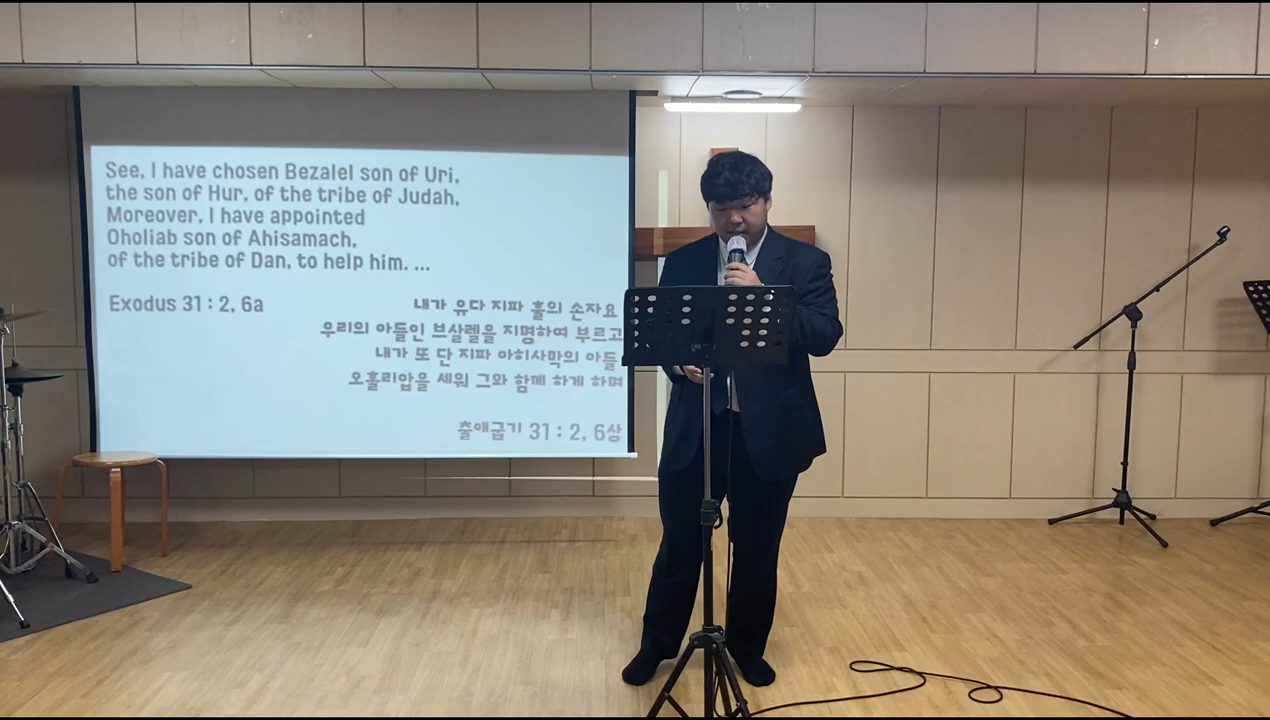 See, I have chosen Bezalel son of Uri,
the son of Hur, of the tribe of Judah,
Moreover, I have appointed
Oholiab son of Ahisamach,
of the tribe of Dan, to help him. ...
Exodus 31 : 2, 6a
내가 유다 지파 훌의 손자요
우리의 아들인 브살렐을 지명하여 부르고
내가 또 단 지파 아히사막의 아들
오홀리압을 세워 그와 함께 하게 하며
출애굽기 31 : 2, 6상